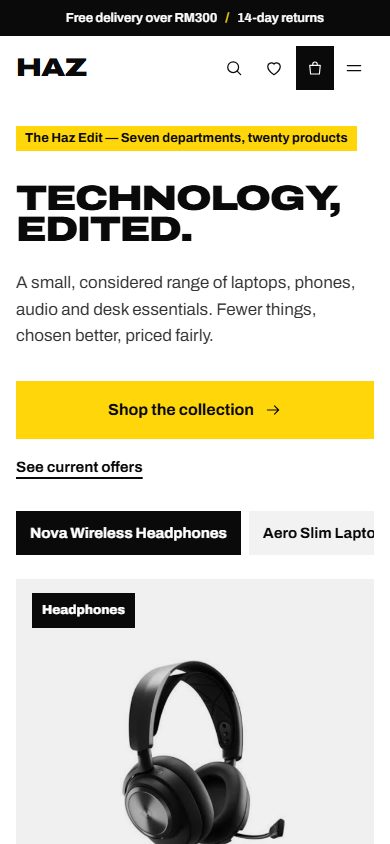 Free delivery over RM300 / 14-day returns
HAZ
The Haz Edit — Seven departments, twenty products
TECHNOLOGY,
EDITED.
A small, considered range of laptops, phones,
audio and desk essentials. Fewer things,
chosen better, priced fairly.
Shop the collection →
See current offers
Nova Wireless Headphones
Aero Slim Lapto
Headphones